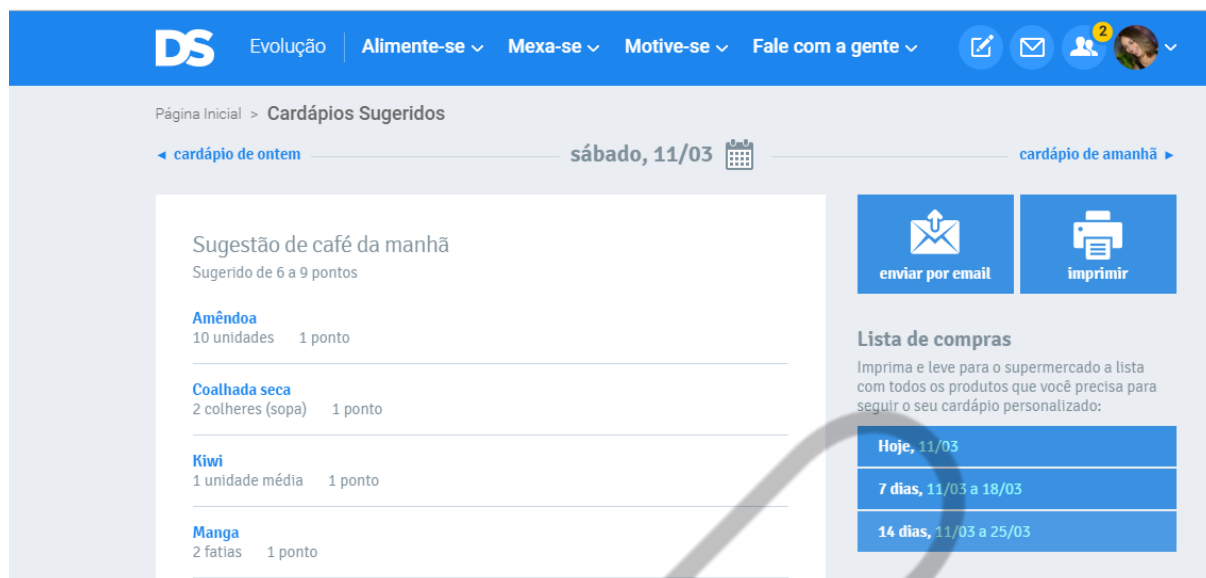 DS Evolução Alimente-se Mexa-se Motive-se Fale com a gente 2
Página Inicial > Cardápios Sugeridos
◄ cardápio de ontem sábado, 11/03 cardápio de amanhã ►
Sugestão de café da manhã
Sugerido de 6 a 9 pontos
Amêndoa
10 unidades 1 ponto
Coalhada seca
2 colheres (sopa) 1 ponto
Kiwi
1 unidade média 1 ponto
Manga
2 fatias 1 ponto
enviar por email imprimir
Lista de compras
Imprima e leve para o supermercado a lista
com todos os produtos que você precisa para
seguir o seu cardápio personalizado:
Hoje, 11/03
7 dias, 11/03 a 18/03
14 dias, 11/03 a 25/03